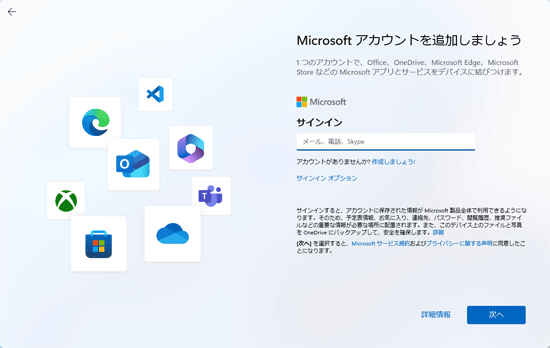 Microsoft アカウントを追加しましょう
1 つのアカウントで、Office、OneDrive、Microsoft Edge、Microsoft
Store などの Microsoft アプリとサービスをデバイスに結びつけます。
Microsoft
サインイン
メール、電話、Skype
アカウントがありませんか? 作成しましょう!
サインイン オプション
サインインすると、アカウントに保存された情報が Microsoft 製品全体で利用できるようにな
ります。そのため、予定表情報、お気に入り、連絡先、パスワード、閲覧履歴、推奨ファイ
ルなどの重要な情報が必要な場所に配置されます。また、このデバイス上のファイルと写真
を OneDrive にバックアップして、安全を確保します。詳細
[次へ] を選択すると、Microsoft サービス規約およびプライバシーに関する声明に同意したこ
とになります。
詳細情報
次へ